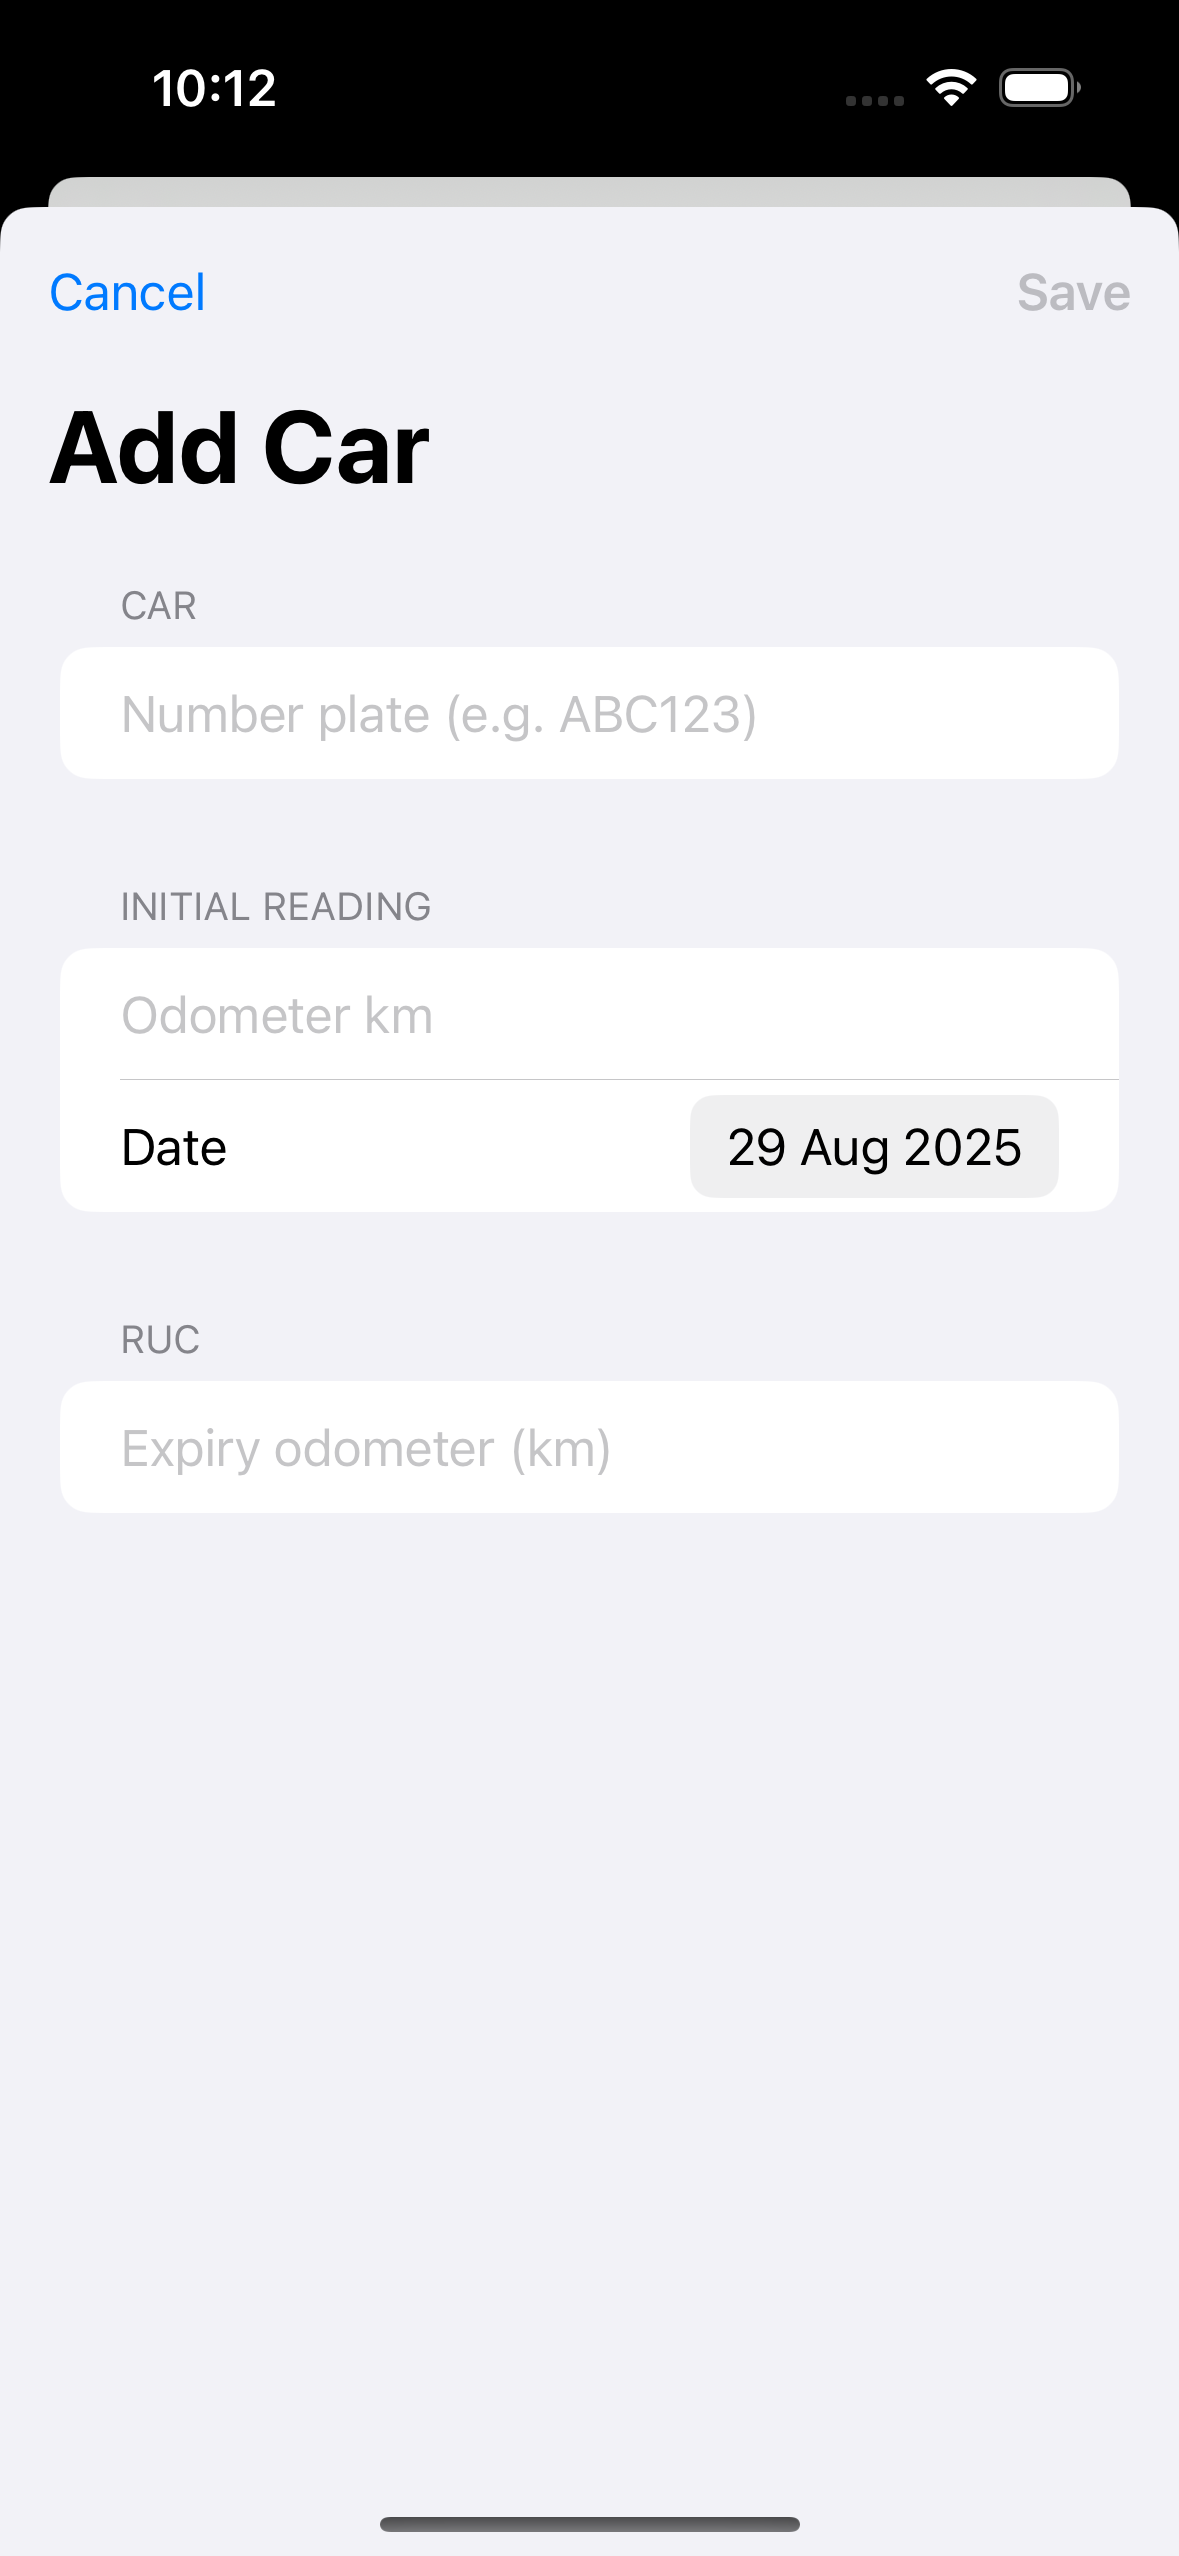 10:12
Cancel
Save
Add Car
CAR
Number plate (e.g. ABC123)
INITIAL READING
Odometer km
Date
29 Aug 2025
RUC
Expiry odometer (km)